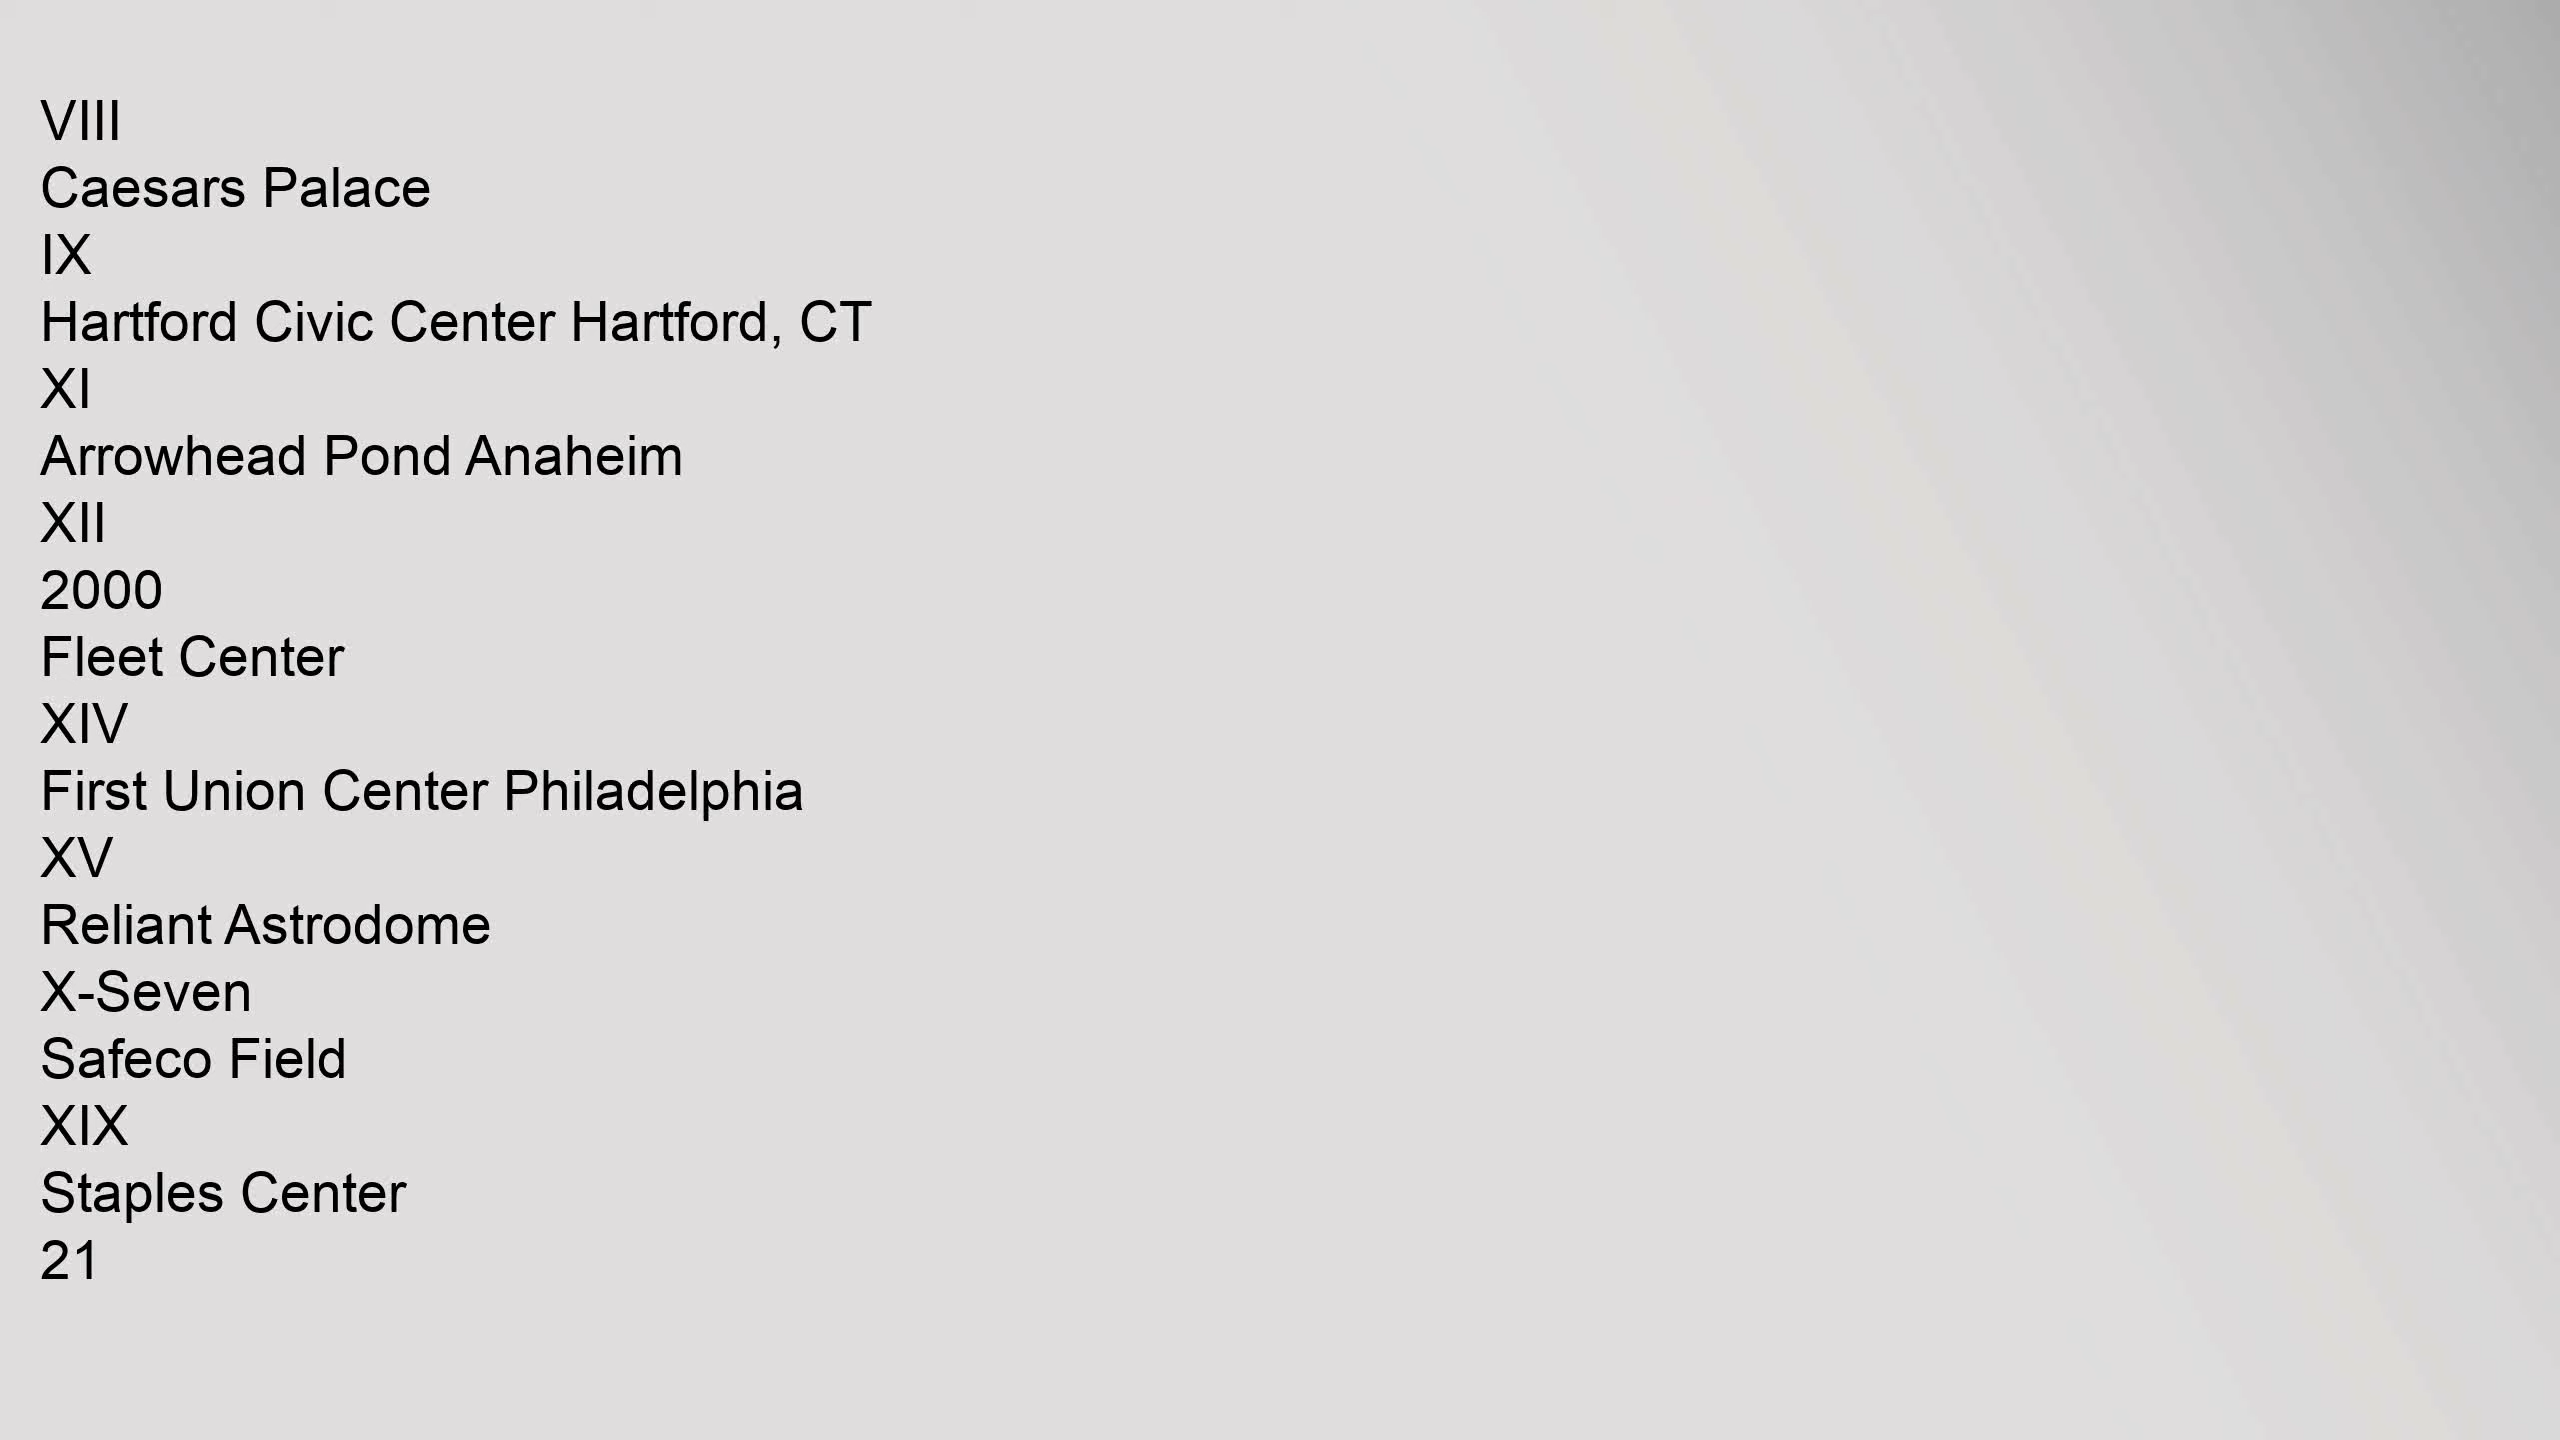 VIII
Caesars Palace
IX
Hartford Civic Center Hartford, CT
XI
Arrowhead Pond Anaheim
XII
2000
Fleet Center
XIV
First Union Center Philadelphia
XV
Reliant Astrodome
X-Seven
Safeco Field
XIX
Staples Center
21